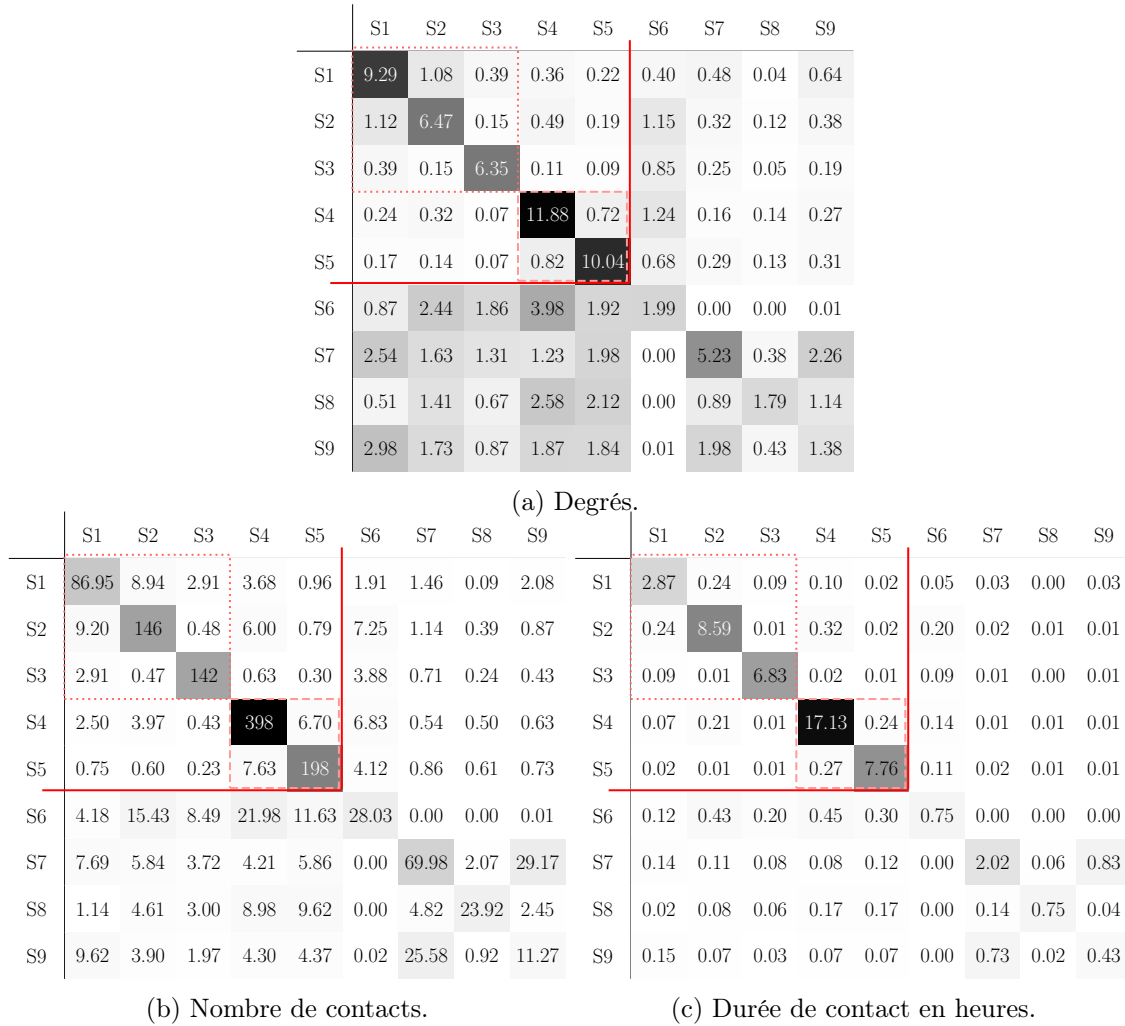 S1 S2 S3 S4 S5 S6 S7 S8 S9
S1 9.29 1.08 0.39 0.36 0.22 0.40 0.48 0.04 0.64
S2 1.12 6.47 0.15 0.49 0.19 1.15 0.32 0.12 0.38
S3 0.39 0.15 6.35 0.11 0.09 0.85 0.25 0.05 0.19
S4 0.24 0.32 0.07 11.88 0.72 1.24 0.16 0.14 0.27
S5 0.17 0.14 0.07 0.82 10.04 0.68 0.29 0.13 0.31
S6 0.87 2.44 1.86 3.98 1.92 1.99 0.00 0.00 0.01
S7 2.54 1.63 1.31 1.23 1.98 0.00 5.23 0.38 2.26
S8 0.51 1.41 0.67 2.58 2.12 0.00 0.89 1.79 1.14
S9 2.98 1.73 0.87 1.87 1.84 0.01 1.98 0.43 1.38
(a) Degrés.
S1 S2 S3 S4 S5 S6 S7 S8 S9
S1 86.95 8.94 2.91 3.68 0.96 1.91 1.46 0.09 2.08
S2 9.20 146 0.48 6.00 0.79 7.25 1.14 0.39 0.87
S3 2.91 0.47 142 0.63 0.30 3.88 0.71 0.24 0.43
S4 2.50 3.97 0.43 398 6.70 6.83 0.54 0.50 0.63
S5 0.75 0.60 0.23 7.63 198 4.12 0.86 0.61 0.73
S6 4.18 15.43 8.49 21.98 11.63 28.03 0.00 0.00 0.01
S7 7.69 5.84 3.72 4.21 5.86 0.00 69.98 2.07 29.17
S8 1.14 4.61 3.00 8.98 9.62 0.00 4.82 23.92 2.45
S9 9.62 3.90 1.97 4.30 4.37 0.02 25.58 0.92 11.27
(b) Nombre de contacts.
S1 S2 S3 S4 S5 S6 S7 S8 S9
S1 2.87 0.24 0.09 0.10 0.02 0.05 0.03 0.00 0.03
S2 0.24 8.59 0.01 0.32 0.02 0.20 0.02 0.01 0.01
S3 0.09 0.01 6.83 0.02 0.01 0.09 0.01 0.00 0.01
S4 0.07 0.21 0.01 17.13 0.24 0.14 0.01 0.01 0.01
S5 0.02 0.01 0.01 0.27 7.76 0.11 0.02 0.01 0.01
S6 0.12 0.43 0.20 0.45 0.30 0.75 0.00 0.00 0.00
S7 0.14 0.11 0.08 0.08 0.12 0.00 2.02 0.06 0.83
S8 0.02 0.08 0.06 0.17 0.17 0.00 0.14 0.75 0.04
S9 0.15 0.07 0.03 0.07 0.07 0.00 0.73 0.02 0.43
(c) Durée de contact en heures.